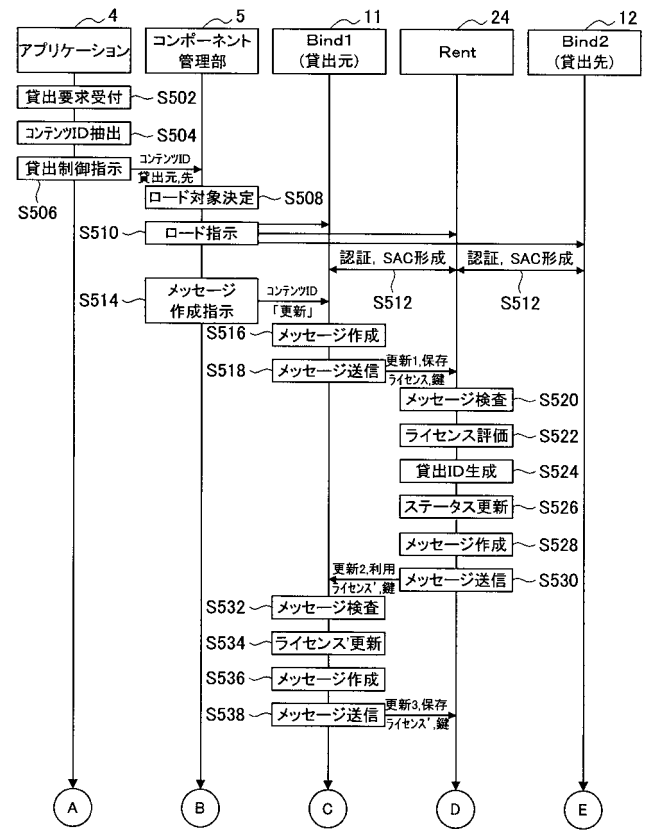 4
5
11
24
12
アプリケーション
コンポーネント
管理部
Bind1
(貸出元)
Rent
Bind2
(貸出先)
貸出要求受付
S502
コンテンツID抽出
S504
貸出制御指示
コンテンツID
貸出元,先
S506
ロード対象決定
S508
S510
ロード指示
認証, SAC形成
認証, SAC形成
S512
S512
S514
メッセージ
作成指示
コンテンツID
「更新」
S516
メッセージ作成
S518
メッセージ送信
更新1,保存
ライセンス,鍵
メッセージ検査
S520
ライセンス評価
S522
貸出ID生成
S524
ステータス更新
S526
メッセージ作成
S528
更新2,利用
ライセンス',鍵
メッセージ送信
S530
S532
メッセージ検査
S534
ライセンス'更新
S536
メッセージ作成
S538
メッセージ送信
更新3,保存
ライセンス',鍵
A
B
C
D
E